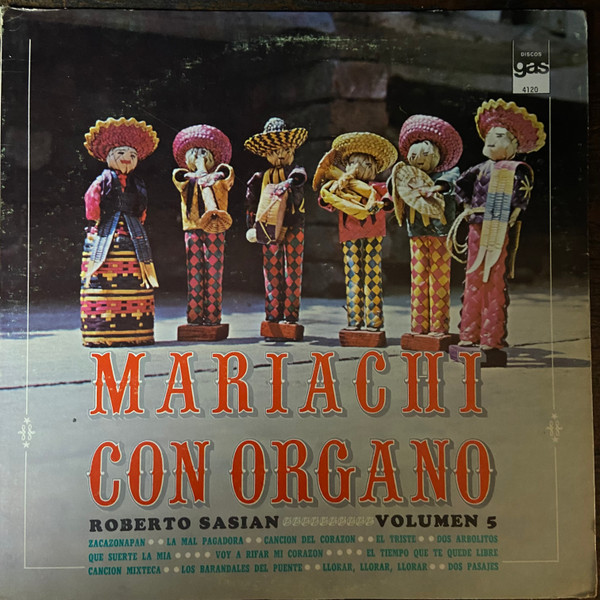 DISCOS
gas
4120
MARIACHI
CON ORGANO
ROBERTO SASIAN VOLUMEN 5
ZACAZONAPAN LA MAL PAGADORA CANCION DEL CORAZON EL TRISTE DOS ARBOLITOS
QUE SUERTE LA MIA VOY A RIFAR MI CORAZON EL TIEMPO QUE TE QUEDE LIBRE
CANCION MIXTECA LOS BARANDALES DEL PUENTE LLORAR, LLORAR, LLORAR DOS PASAJES